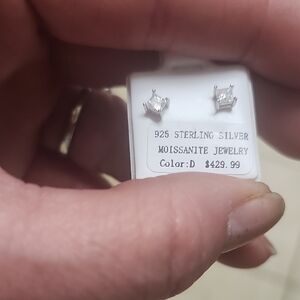 925 STERLING SILVER
MOISSANITE JEWELRY
Color:D $429.99